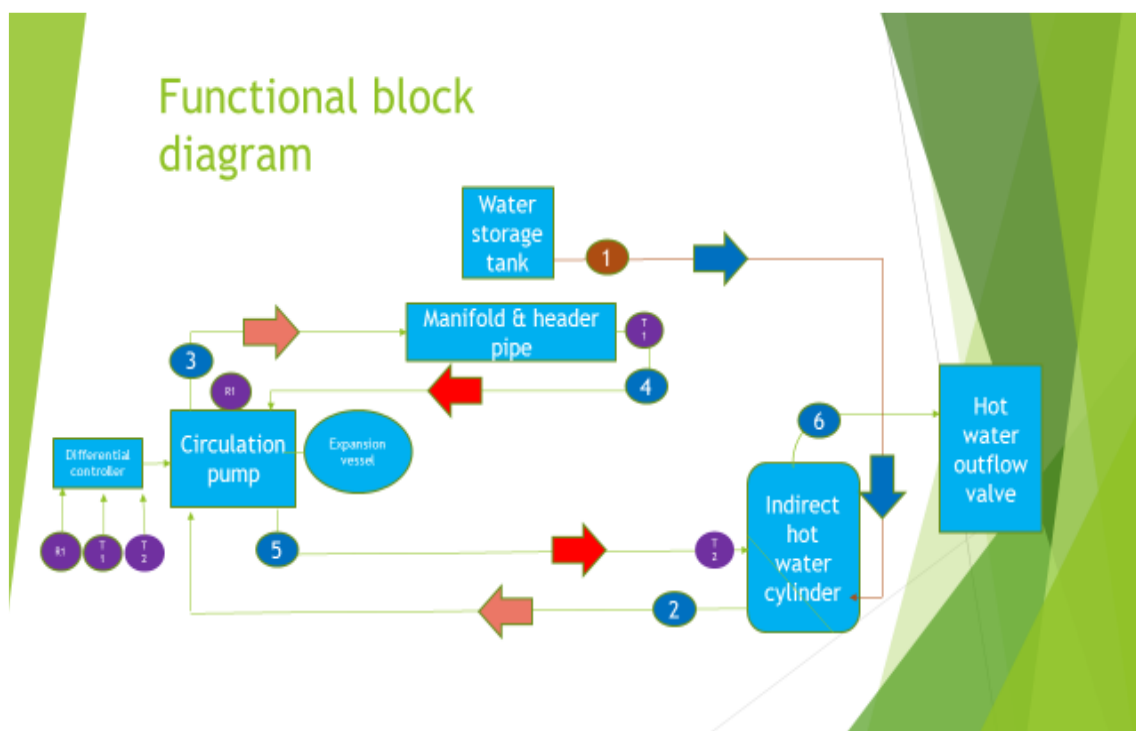 Functional block
diagram
Water
storage
tank
1
Manifold & header
pipe
T
1
3
4
R1
Circulation
pump
Expansion
vessel
Differential
controller
R1
T
1
T
2
5
T
2
2
6
Indirect
hot
water
cylinder
Hot
water
outflow
valve